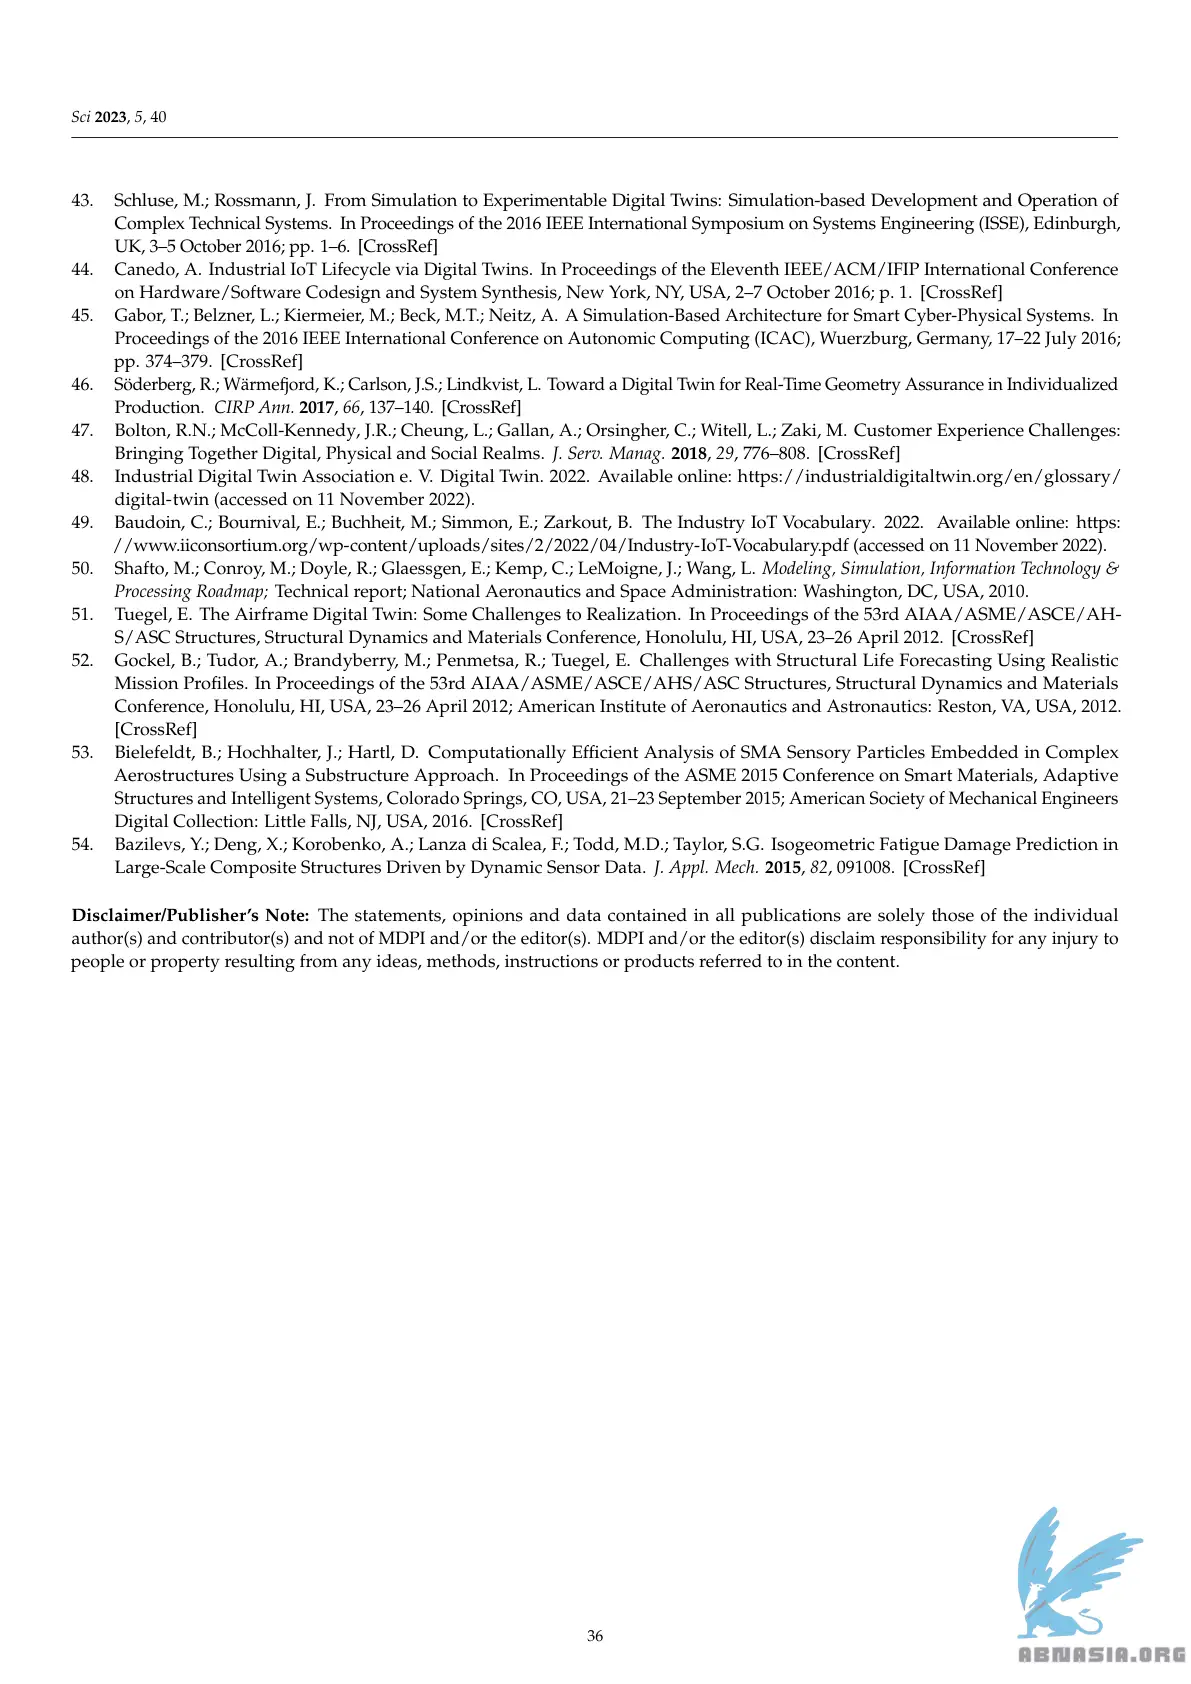 Sci 2023, 5, 40
43. Schluse, M.; Rossmann, J. From Simulation to Experimentable Digital Twins: Simulation-based Development and Operation of
Complex Technical Systems. In Proceedings of the 2016 IEEE International Symposium on Systems Engineering (ISSE), Edinburgh,
UK, 3–5 October 2016; pp. 1–6. [CrossRef]
44. Canedo, A. Industrial IoT Lifecycle via Digital Twins. In Proceedings of the Eleventh IEEE/ACM/IFIP International Conference
on Hardware/Software Codesign and System Synthesis, New York, NY, USA, 2–7 October 2016; p. 1. [CrossRef]
45. Gabor, T.; Belzner, L.; Kiermeier, M.; Beck, M.T.; Neitz, A. A Simulation-Based Architecture for Smart Cyber-Physical Systems. In
Proceedings of the 2016 IEEE International Conference on Autonomic Computing (ICAC), Wuerzburg, Germany, 17–22 July 2016;
pp. 374–379. [CrossRef]
46. Söderberg, R.; Wärmefjord, K.; Carlson, J.S.; Lindkvist, L. Toward a Digital Twin for Real-Time Geometry Assurance in Individualized
Production. CIRP Ann. 2017, 66, 137–140. [CrossRef]
47. Bolton, R.N.; McColl-Kennedy, J.R.; Cheung, L.; Gallan, A.; Orsingher, C.; Witell, L.; Zaki, M. Customer Experience Challenges:
Bringing Together Digital, Physical and Social Realms. J. Serv. Manag. 2018, 29, 776–808. [CrossRef]
48. Industrial Digital Twin Association e. V. Digital Twin. 2022. Available online: https://industrialdigitaltwin.org/en/glossary/
digital-twin (accessed on 11 November 2022).
49. Baudoin, C.; Bournival, E.; Buchheit, M.; Simmon, E.; Zarkout, B. The Industry IoT Vocabulary. 2022. Available online: https:
//www.iiconsortium.org/wp-content/uploads/sites/2/2022/04/Industry-IoT-Vocabulary.pdf (accessed on 11 November 2022).
50. Shafto, M.; Conroy, M.; Doyle, R.; Glaessgen, E.; Kemp, C.; LeMoigne, J.; Wang, L. Modeling, Simulation, Information Technology &
Processing Roadmap; Technical report; National Aeronautics and Space Administration: Washington, DC, USA, 2010.
51. Tuegel, E. The Airframe Digital Twin: Some Challenges to Realization. In Proceedings of the 53rd AIAA/ASME/ASCE/AH-
S/ASC Structures, Structural Dynamics and Materials Conference, Honolulu, HI, USA, 23–26 April 2012. [CrossRef]
52. Gockel, B.; Tudor, A.; Brandyberry, M.; Penmetsa, R.; Tuegel, E. Challenges with Structural Life Forecasting Using Realistic
Mission Profiles. In Proceedings of the 53rd AIAA/ASME/ASCE/AHS/ASC Structures, Structural Dynamics and Materials
Conference, Honolulu, HI, USA, 23–26 April 2012; American Institute of Aeronautics and Astronautics: Reston, VA, USA, 2012.
[CrossRef]
53. Bielefeldt, B.; Hochhalter, J.; Hartl, D. Computationally Efficient Analysis of SMA Sensory Particles Embedded in Complex
Aerostructures Using a Substructure Approach. In Proceedings of the ASME 2015 Conference on Smart Materials, Adaptive
Structures and Intelligent Systems, Colorado Springs, CO, USA, 21–23 September 2015; American Society of Mechanical Engineers
Digital Collection: Little Falls, NJ, USA, 2016. [CrossRef]
54. Bazilevs, Y.; Deng, X.; Korobenko, A.; Lanza di Scalea, F.; Todd, M.D.; Taylor, S.G. Isogeometric Fatigue Damage Prediction in
Large-Scale Composite Structures Driven by Dynamic Sensor Data. J. Appl. Mech. 2015, 82, 091008. [CrossRef]
Disclaimer/Publisher's Note: The statements, opinions and data contained in all publications are solely those of the individual
author(s) and contributor(s) and not of MDPI and/or the editor(s). MDPI and/or the editor(s) disclaim responsibility for any injury to
people or property resulting from any ideas, methods, instructions or products referred to in the content.
36
ABNASIA.ORG